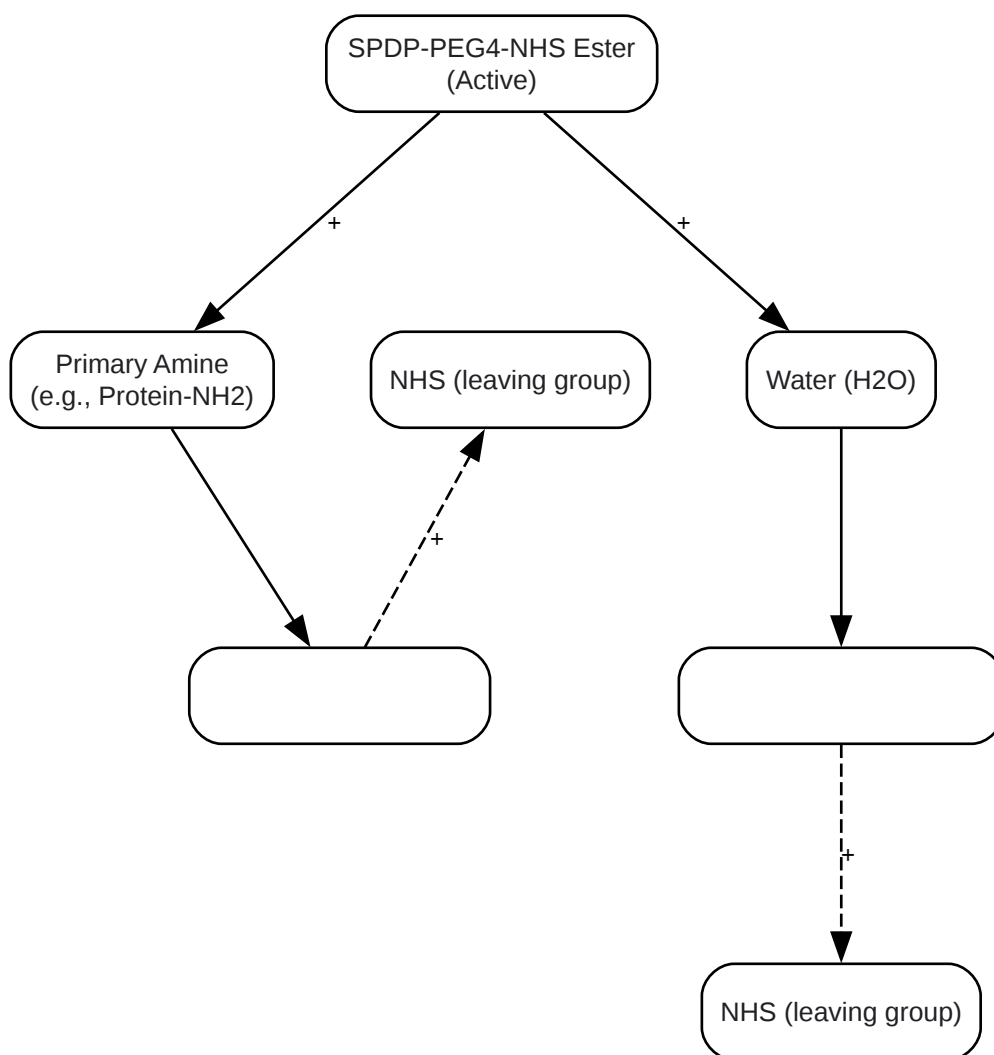 SPDP-PEG4-NHS Ester
(Active)
+
+
Primary Amine
(e.g., Protein-NH2)
NHS (leaving group)
Water (H2O)
+
+
NHS (leaving group)